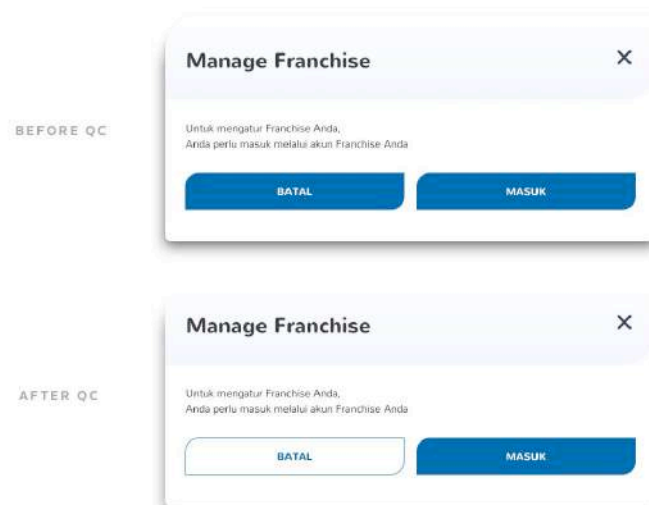 Manage Franchise
BEFORE QC
Untuk mengatur Franchise Anda,
Anda perlu masuk melalui akun Franchise Anda
BATAL
MASUK
Manage Franchise
AFTER QC
Untuk mengatur Franchise Anda,
Anda perlu masuk melalui akun Franchise Anda
BATAL
MASUK